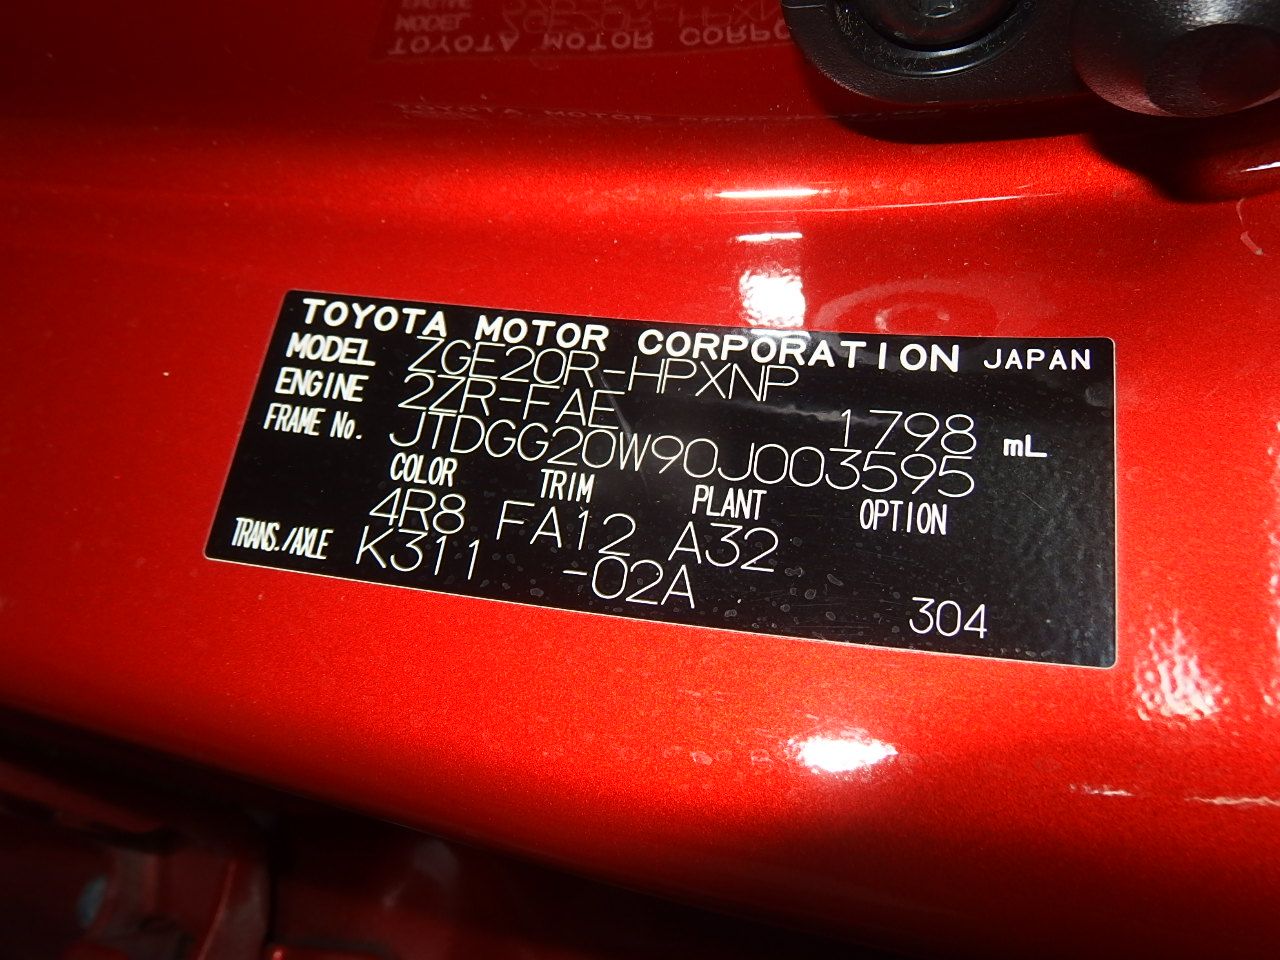 TOYOTA MOTOR CORPORATION JAPAN
MODEL ZGE20R-HPXNP
ENGINE 2ZR-FAE 1798 mL
FRAME No. JTDGG20W90J003595
COLOR TRIM PLANT OPTION
4R8 FA12 A32
TRANS./AXLE K311 -02A
304